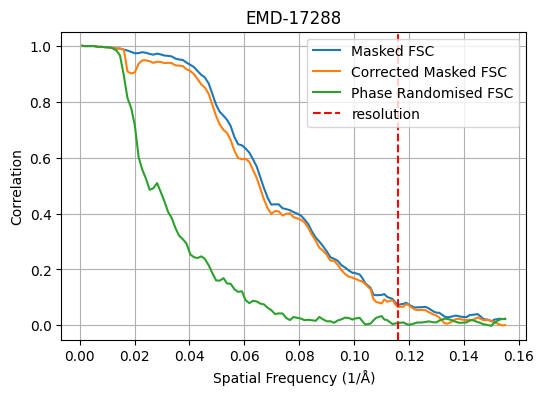 EMD-17288
Masked FSC
Corrected Masked FSC
Phase Randomised FSC
resolution
Correlation
1.0
0.8
0.6
0.4
0.2
0.0
0.00 0.02 0.04 0.06 0.08 0.10 0.12 0.14 0.16
Spatial Frequency (1/Å)